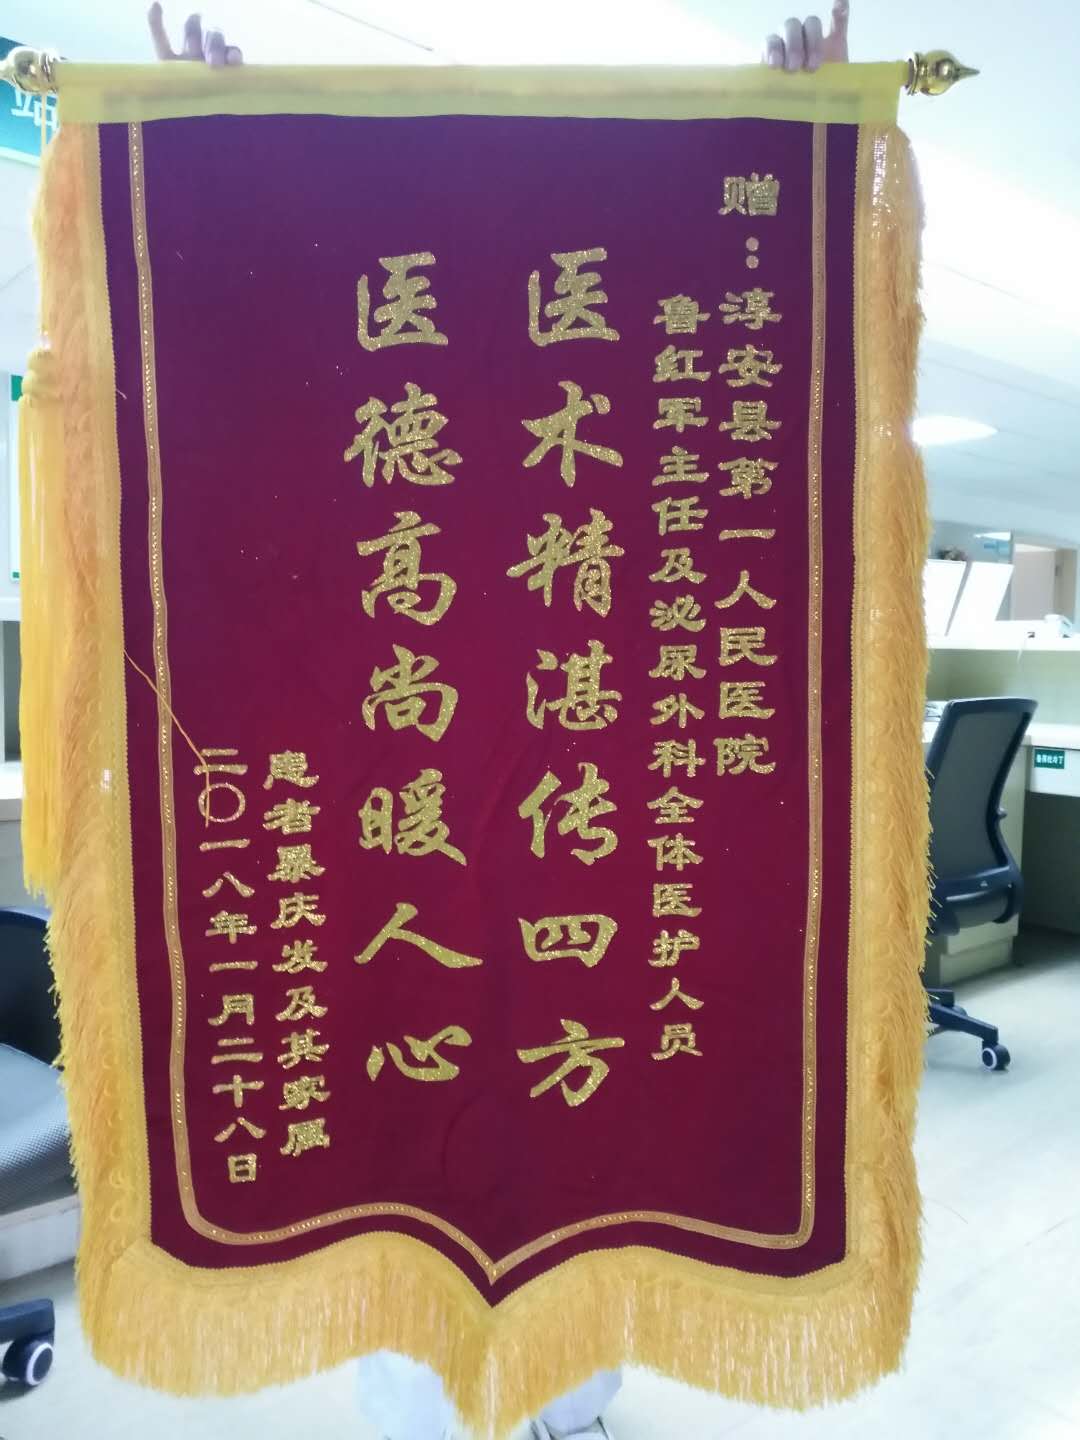 赠：淳安县第一人民医院
鲁红军主任及泌尿外科全体医护人员
医术精湛传四方
医德高尚暖人心
患者暴庆发及其家属
二〇一八年一月二十八日
站